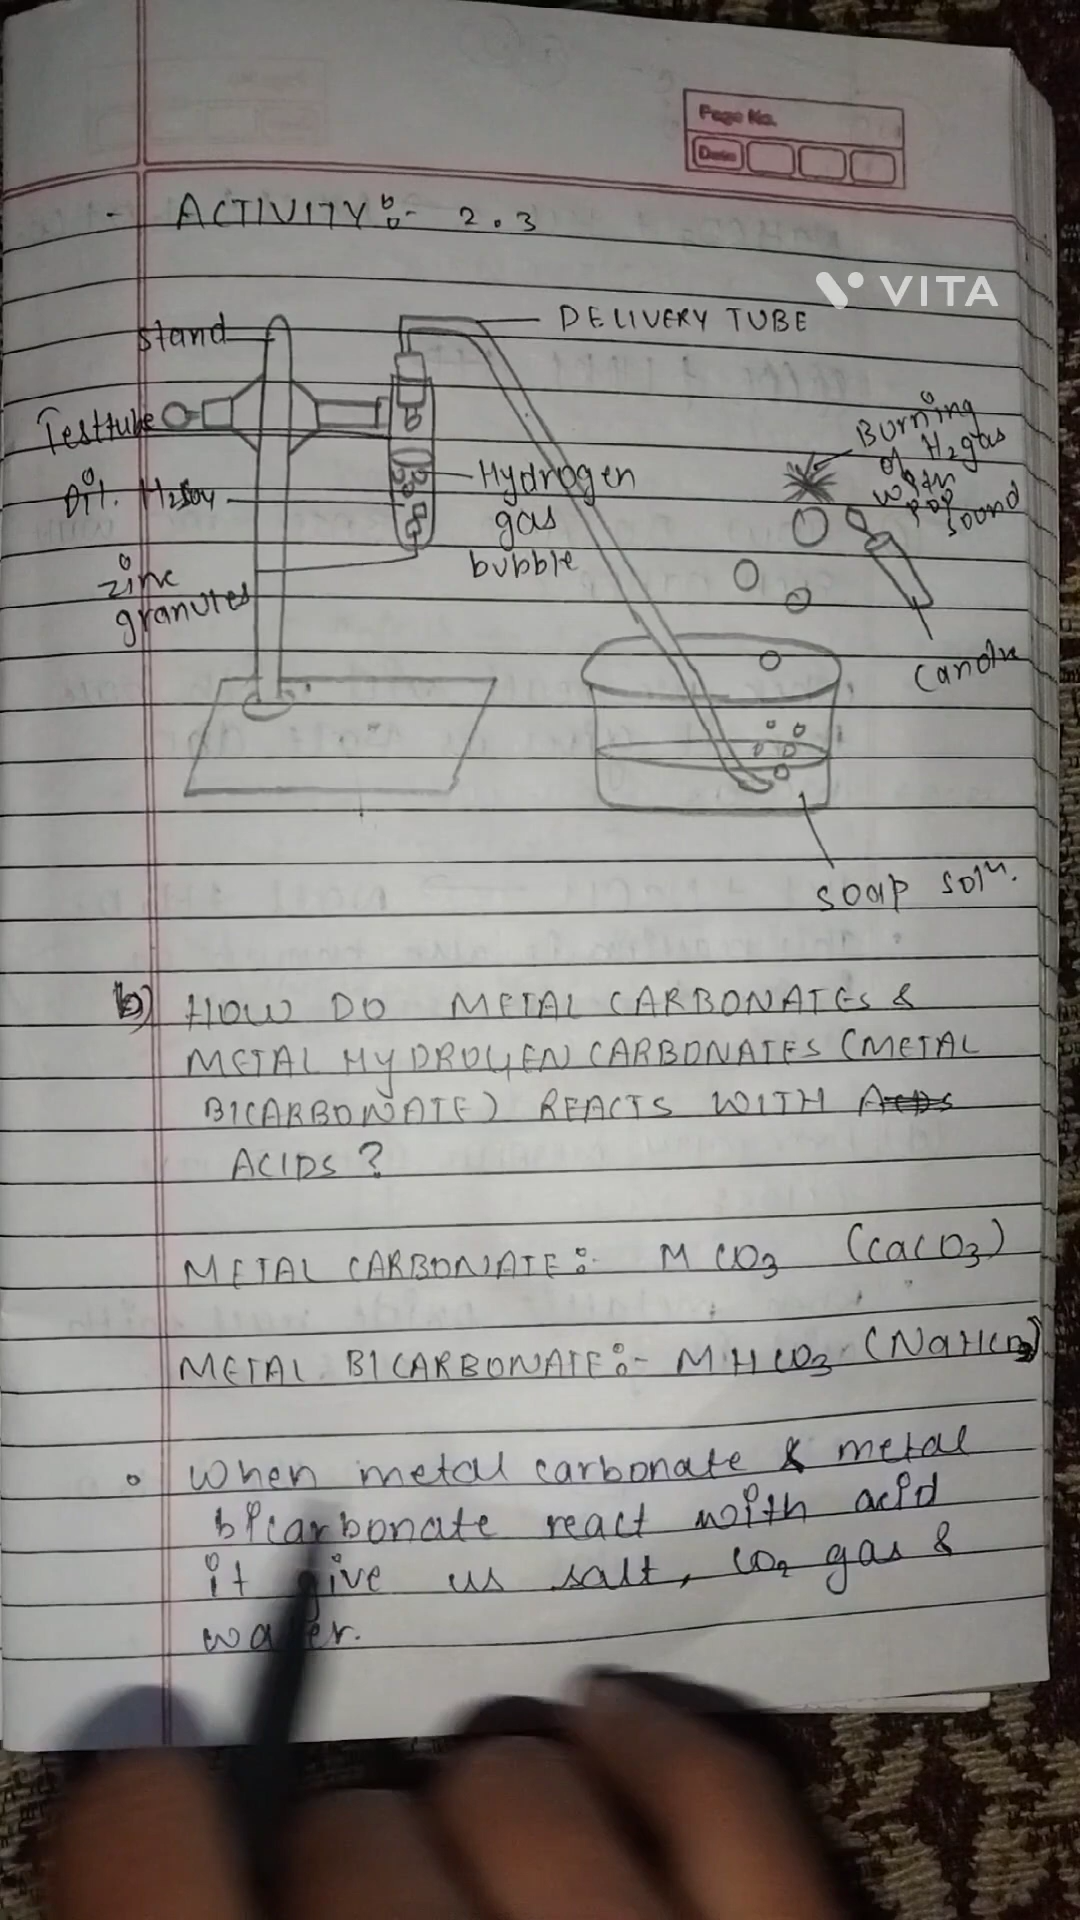 Page No.
Date
ACTIVITY :- 2.3
VITA
stand
DELIVERY TUBE
Testtube
Dil. H2SO4
Hydrogen
gas
bubble
zinc
granules
Burning
of H2 gas
with
pop
sound
Candle
soap soln.
b) HOW DO METAL CARBONATES &
METAL HYDROGEN CARBONATES (METAL
BICARBONATE) REACTS WITH
ACIDS ?
METAL CARBONATE :- MCO3 (CaCO3)
METAL BICARBONATE :- MHCO3 (NaHCO3)
• When metal carbonate & metal
bicarbonate react with acid
it give us salt, CO2 gas &
water.